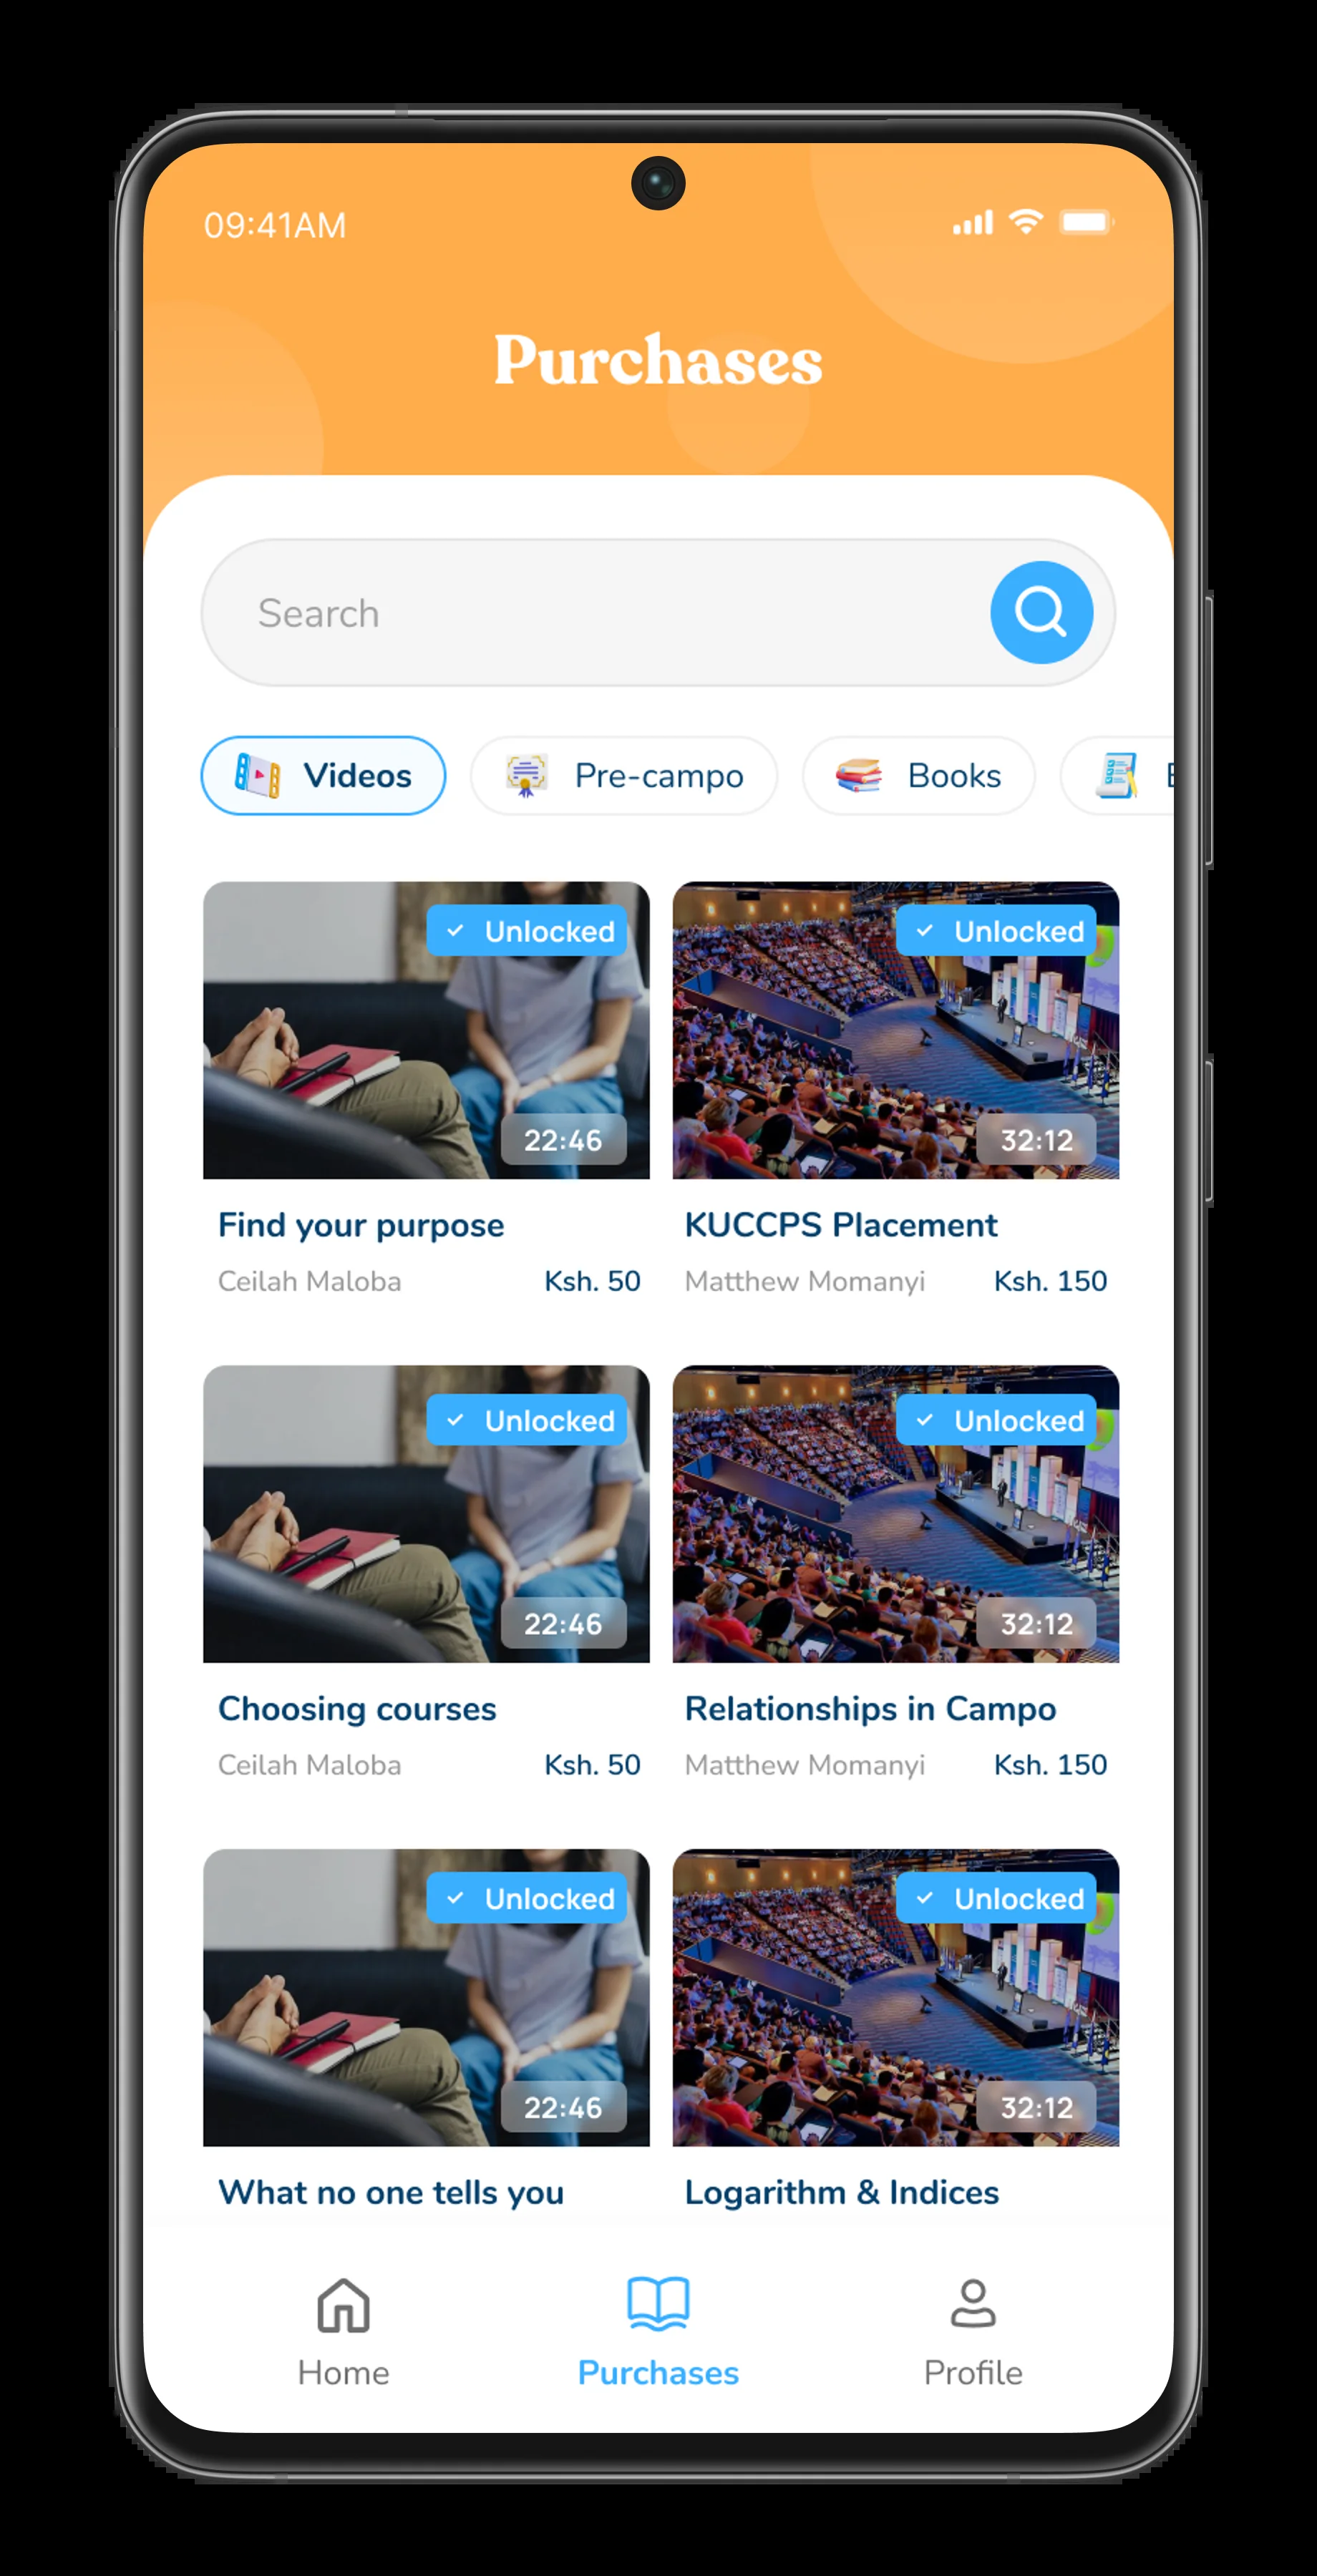 09:41AM
Purchases
Search
Videos
Pre-campo
Books
Unlocked
Unlocked
22:46
32:12
Find your purpose
KUCCPS Placement
Ceilah Maloba
Ksh. 50
Matthew Momanyi
Ksh. 150
Unlocked
Unlocked
22:46
32:12
Choosing courses
Relationships in Campo
Ceilah Maloba
Ksh. 50
Matthew Momanyi
Ksh. 150
Unlocked
Unlocked
22:46
32:12
What no one tells you
Logarithm & Indices
Home
Purchases
Profile